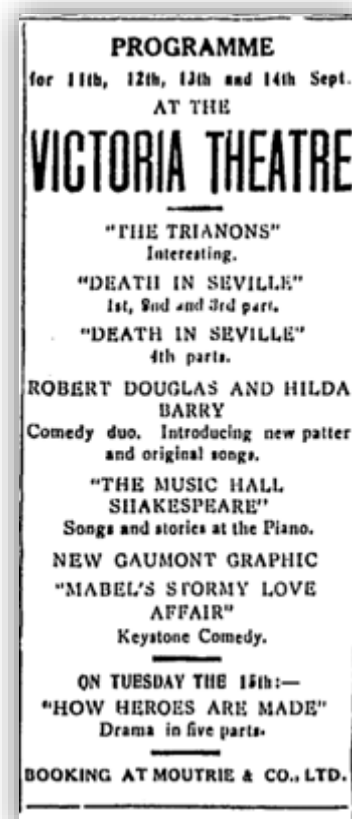 PROGRAMME
for 11th, 12th, 13th and 14th Sept.
AT THE
VICTORIA THEATRE
"THE TRIANONS"
Interesting.
"DEATH IN SEVILLE"
1st, 2nd and 3rd part.
"DEATH IN SEVILLE"
4th parts.
ROBERT DOUGLAS AND HILDA
BARRY
Comedy duo. Introducing new patter
and original songs.
"THE MUSIC HALL
SHAKESPEARE"
Songs and stories at the Piano.
NEW GAUMONT GRAPHIC
"MABEL'S STORMY LOVE
AFFAIR"
Keystone Comedy.
ON TUESDAY THE 15th:—
"HOW HEROES ARE MADE"
Drama in five parts.
BOOKING AT MOUTRIE & CO., LTD.